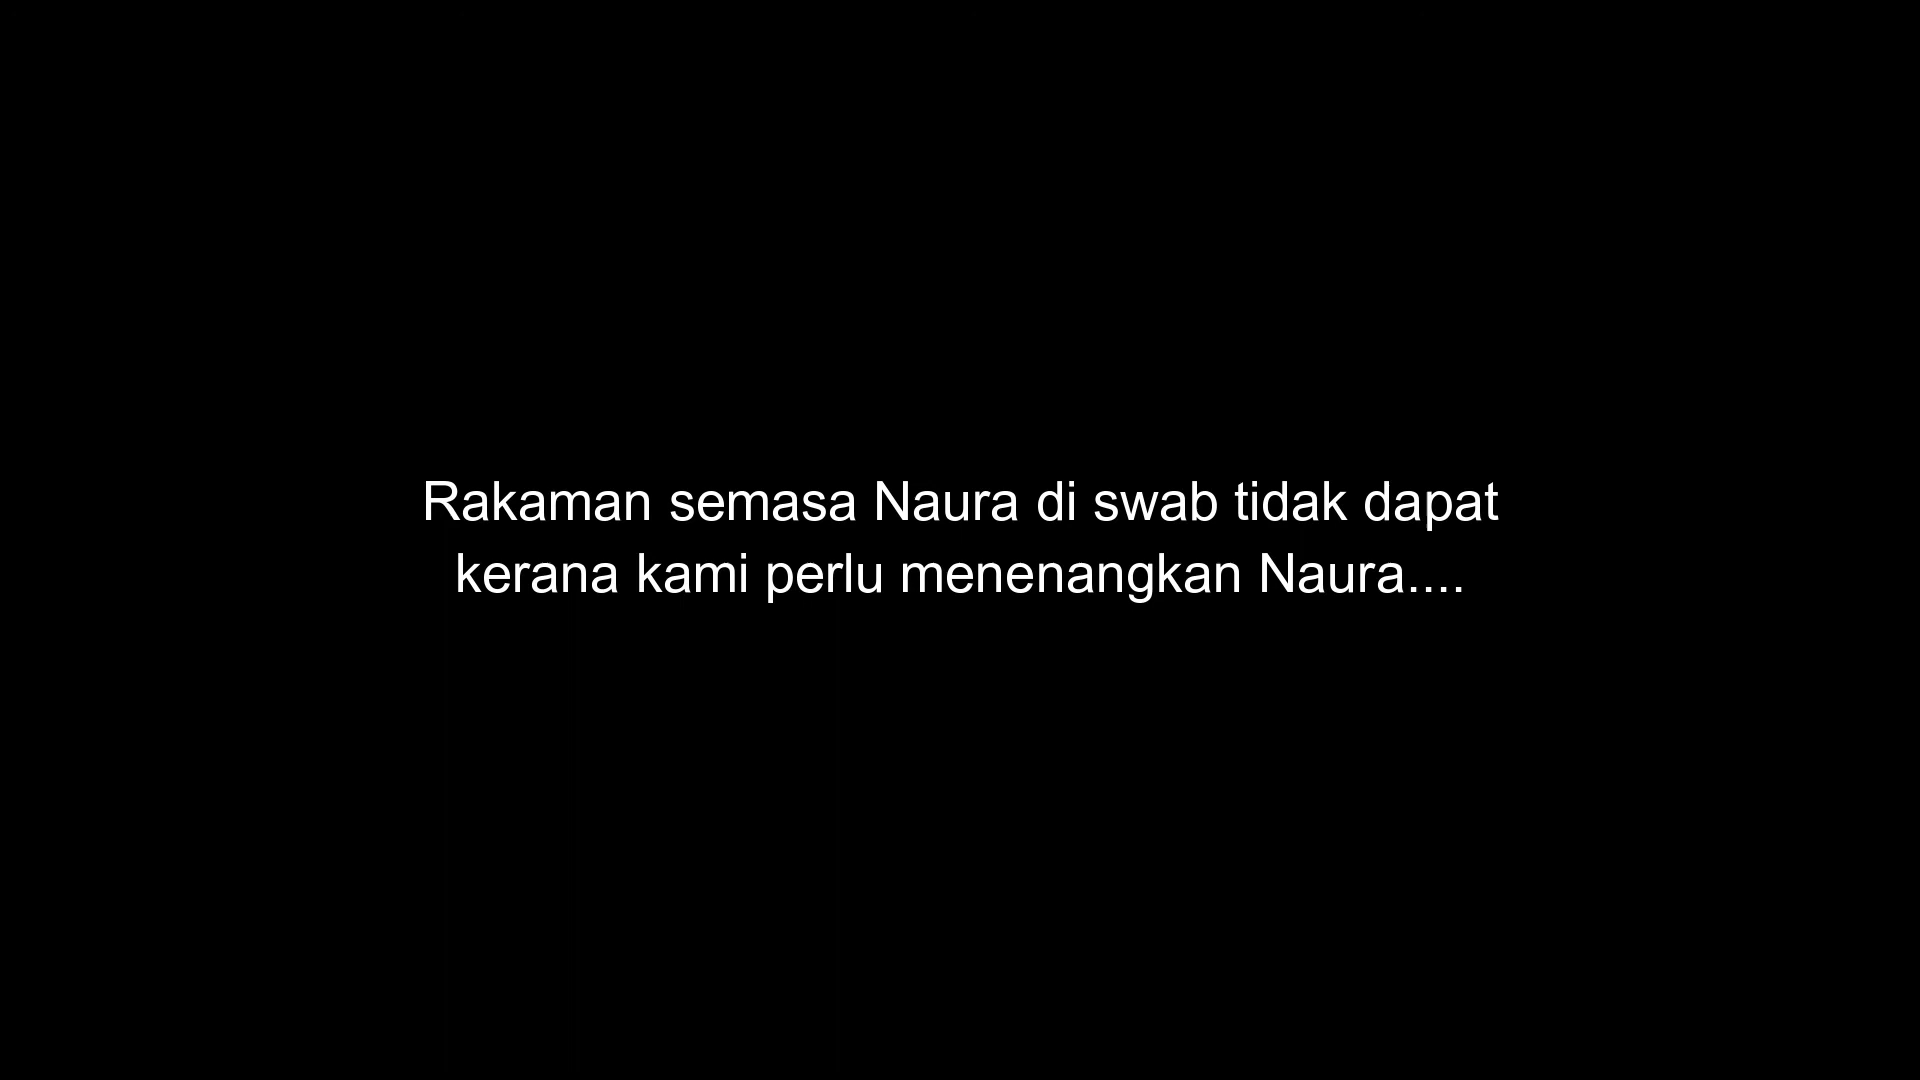 Rakaman semasa Naura di swab tidak dapat
kerana kami perlu menenangkan Naura....